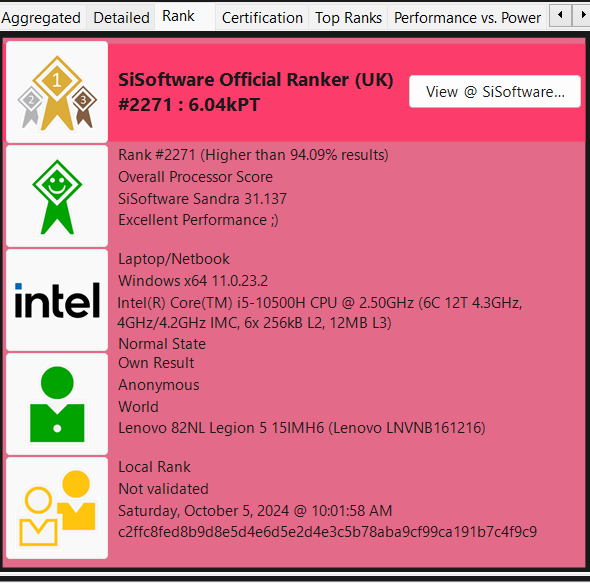 Aggregated Detailed Rank Certification Top Ranks Performance vs. Power
1
2
3
SiSoftware Official Ranker (UK)
#2271 : 6.04kPT
View @ SiSoftware...
Rank #2271 (Higher than 94.09% results)
Overall Processor Score
SiSoftware Sandra 31.137
Excellent Performance ;)
intel
Laptop/Netbook
Windows x64 11.0.23.2
Intel(R) Core(TM) i5-10500H CPU @ 2.50GHz (6C 12T 4.3GHz,
4GHz/4.2GHz IMC, 6x 256kB L2, 12MB L3)
Normal State
Own Result
Anonymous
World
Lenovo 82NL Legion 5 15IMH6 (Lenovo LNVNB161216)
Local Rank
Not validated
Saturday, October 5, 2024 @ 10:01:58 AM
c2ffc8fed8b9d8e5d4e6d5e2d4e3c5b78aba9cf99ca191b7c4f9c9